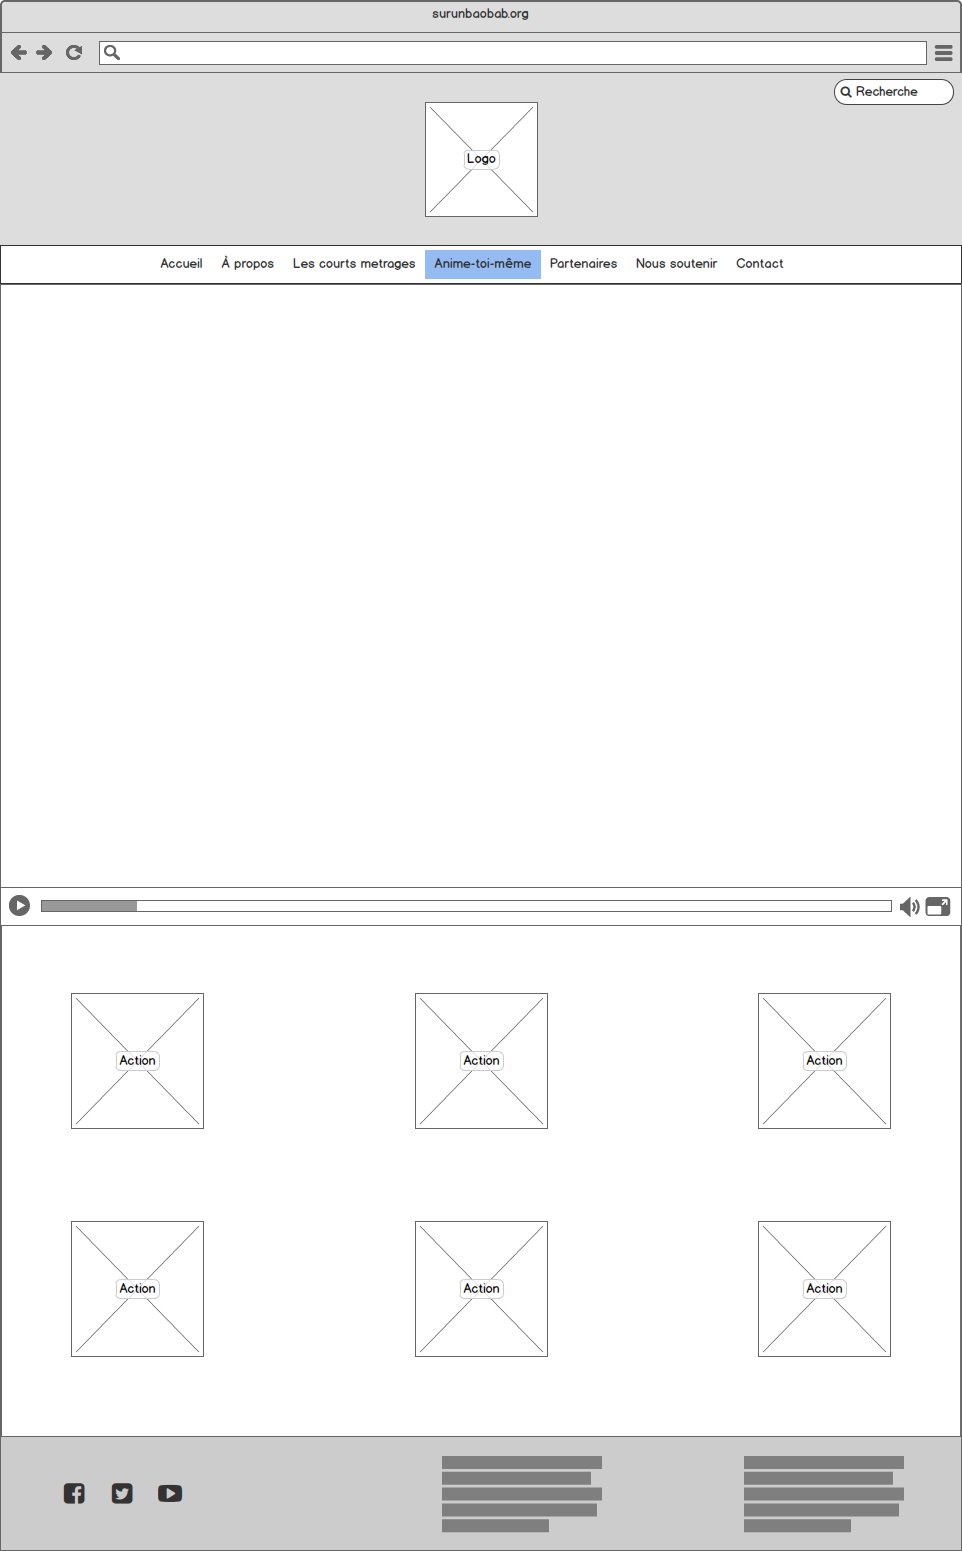 surunbaobab.org
Recherche
Logo
Accueil À propos Les courts metrages Anime-toi-même Partenaires Nous soutenir Contact
Action Action Action
Action Action Action